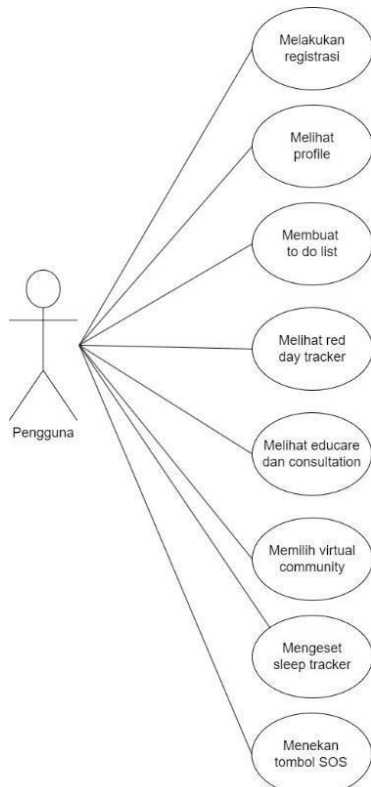 Melakukan
registrasi
Melihat
profile
Membuat
to do list
Melihat red
day tracker
Pengguna
Melihat educare
dan consultation
Memilih virtual
community
Mengeset
sleep tracker
Menekan
tombol SOS